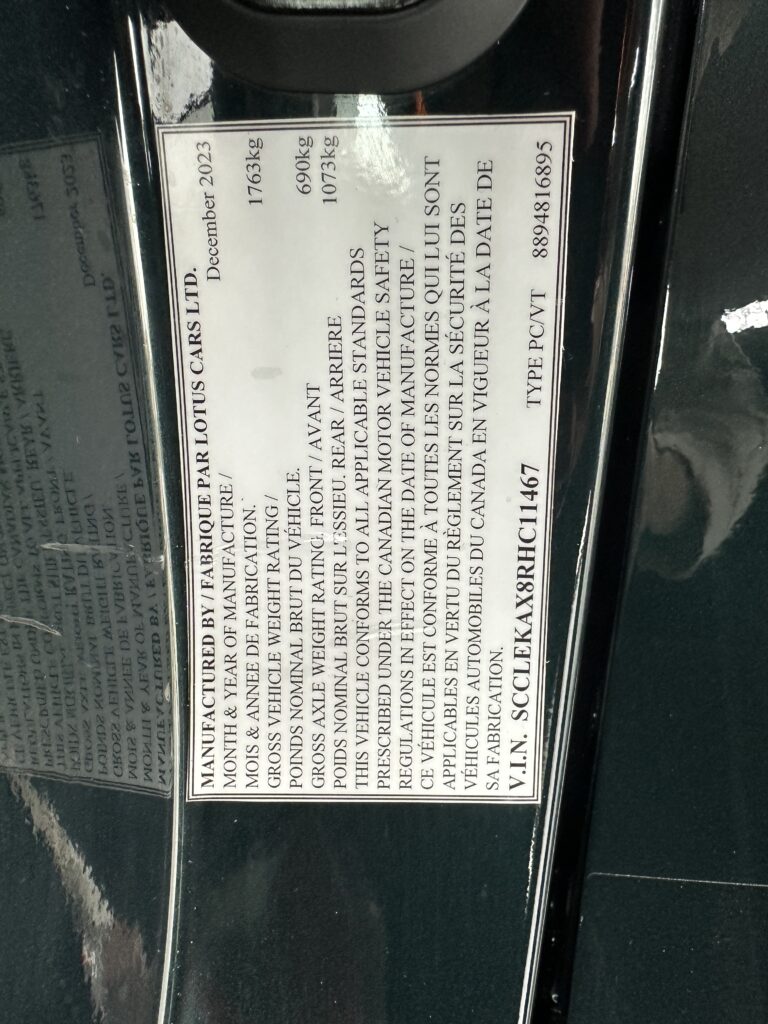 MANUFACTURED BY / FABRIQUE PAR LOTUS CARS LTD.
MONTH & YEAR OF MANUFACTURE / December 2023
MOIS & ANNEE DE FABRICATION.
GROSS VEHICLE WEIGHT RATING / 1763kg
POINDS NOMINAL BRUT DU VÉHICLE.
GROSS AXLE WEIGHT RATING, FRONT / AVANT 690kg
POIDS NOMINAL BRUT SUR L'ESSIEU, REAR / ARRIERE 1073kg
THIS VEHICLE CONFORMS TO ALL APPLICABLE STANDARDS
PRESCRIBED UNDER THE CANADIAN MOTOR VEHICLE SAFETY
REGULATIONS IN EFFECT ON THE DATE OF MANUFACTURE /
CE VÉHICULE EST CONFORME À TOUTES LES NORMES QUI LUI SONT
APPLICABLES EN VERTU DU RÈGLEMENT SUR LA SÉCURITÉ DES
VÉHICULES AUTOMOBILES DU CANADA EN VIGUEUR À LA DATE DE
SA FABRICATION.
V.I.N. SCCLEKAX8RHC11467 TYPE PC/VT 8894816895